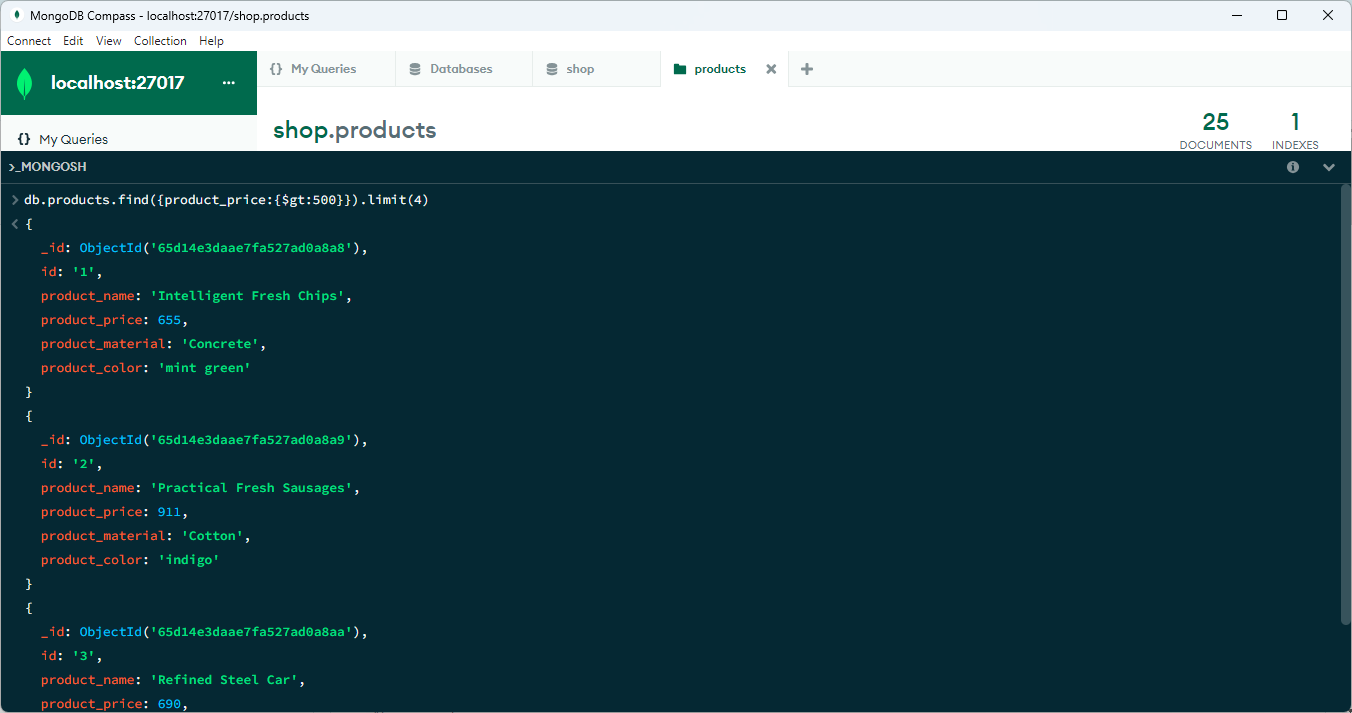 MongoDB Compass - localhost:27017/shop.products
Connect Edit View Collection Help
localhost:27017 ...
{} My Queries
Databases
shop
products
{} My Queries
shop.products
25
DOCUMENTS
1
INDEXES
>_MONGOSH
> db.products.find({product_price:{$gt:500}}).limit(4)
< {
_id: ObjectId('65d14e3daae7fa527ad0a8a8'),
id: '1',
product_name: 'Intelligent Fresh Chips',
product_price: 655,
product_material: 'Concrete',
product_color: 'mint green'
}
{
_id: ObjectId('65d14e3daae7fa527ad0a8a9'),
id: '2',
product_name: 'Practical Fresh Sausages',
product_price: 911,
product_material: 'Cotton',
product_color: 'indigo'
}
{
_id: ObjectId('65d14e3daae7fa527ad0a8aa'),
id: '3',
product_name: 'Refined Steel Car',
product_price: 690,